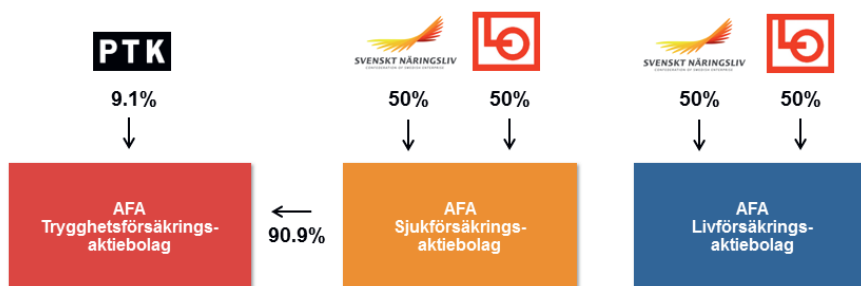 PTK
SVENSKT NÄRINGSLIV
CONFEDERATION OF SWEDISH ENTERPRISE
LO
SVENSKT NÄRINGSLIV
CONFEDERATION OF SWEDISH ENTERPRISE
LO
9.1%
50%
50%
50%
50%
AFA
Trygghetsförsäkrings-
aktiebolag
90.9%
AFA
Sjukförsäkrings-
aktiebolag
AFA
Livförsäkrings-
aktiebolag